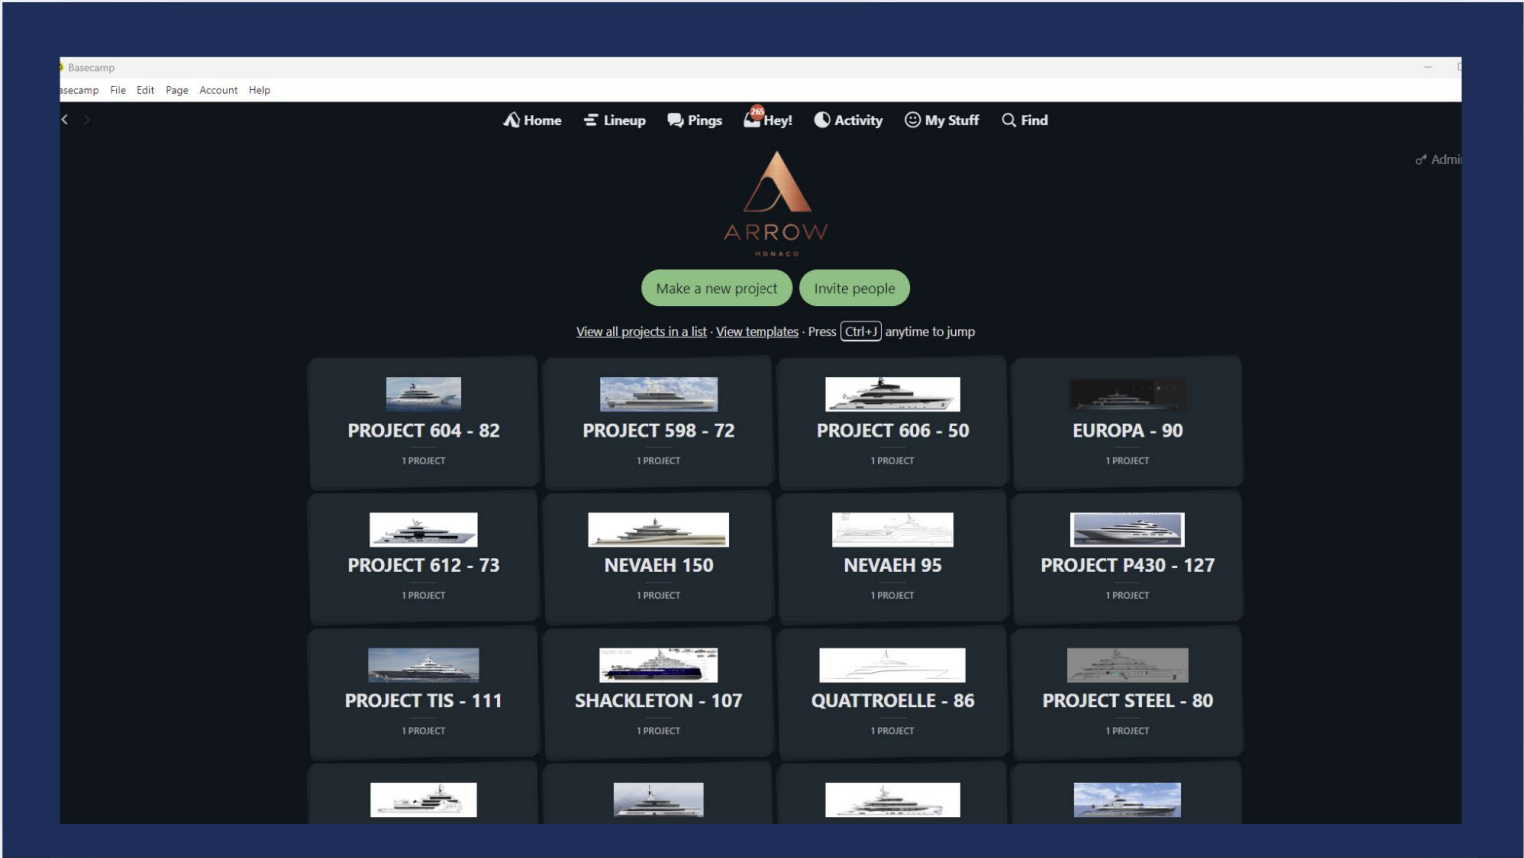 Basecamp
asecamp File Edit Page Account Help
Home Lineup Pings 265 Hey! Activity My Stuff Find
Admi
ARROW
MONACO
Make a new project Invite people
View all projects in a list · View templates · Press Ctrl+J anytime to jump
PROJECT 604 - 82 PROJECT 598 - 72 PROJECT 606 - 50 EUROPA - 90
1 PROJECT 1 PROJECT 1 PROJECT 1 PROJECT
PROJECT 612 - 73 NEVAEH 150 NEVAEH 95 PROJECT P430 - 127
1 PROJECT 1 PROJECT 1 PROJECT 1 PROJECT
PROJECT TIS - 111 SHACKLETON - 107 QUATTROELLE - 86 PROJECT STEEL - 80
1 PROJECT 1 PROJECT 1 PROJECT 1 PROJECT